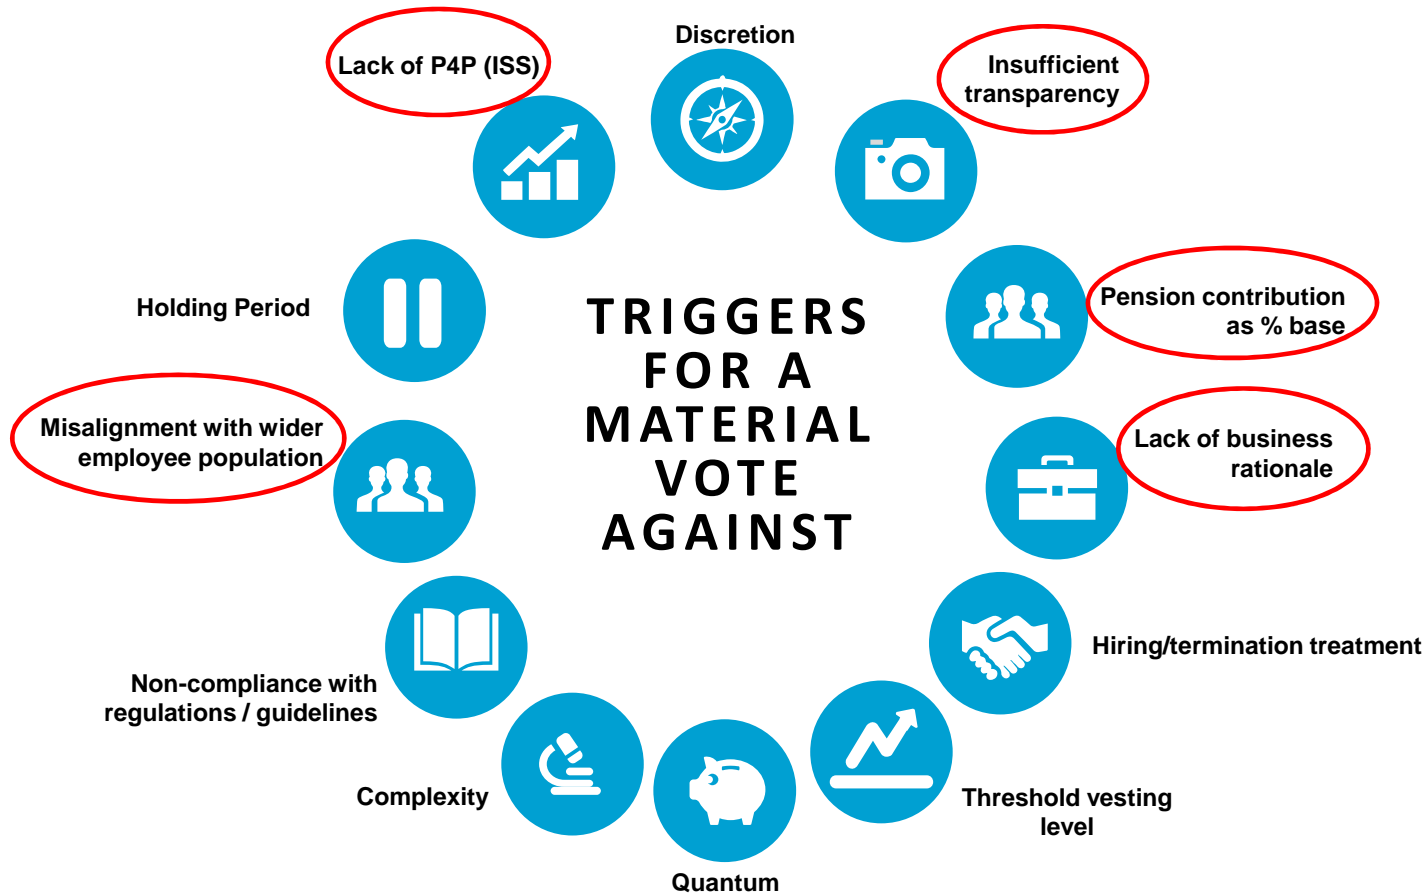 Discretion
Lack of P4P (ISS)
Insufficient
transparency
Holding Period
Pension contribution
as % base
TRIGGERS
FOR A
MATERIAL
VOTE
AGAINST
Misalignment with wider
employee population
Lack of business
rationale
Hiring/termination treatment
Non-compliance with
regulations / guidelines
Complexity
Threshold vesting
level
Quantum